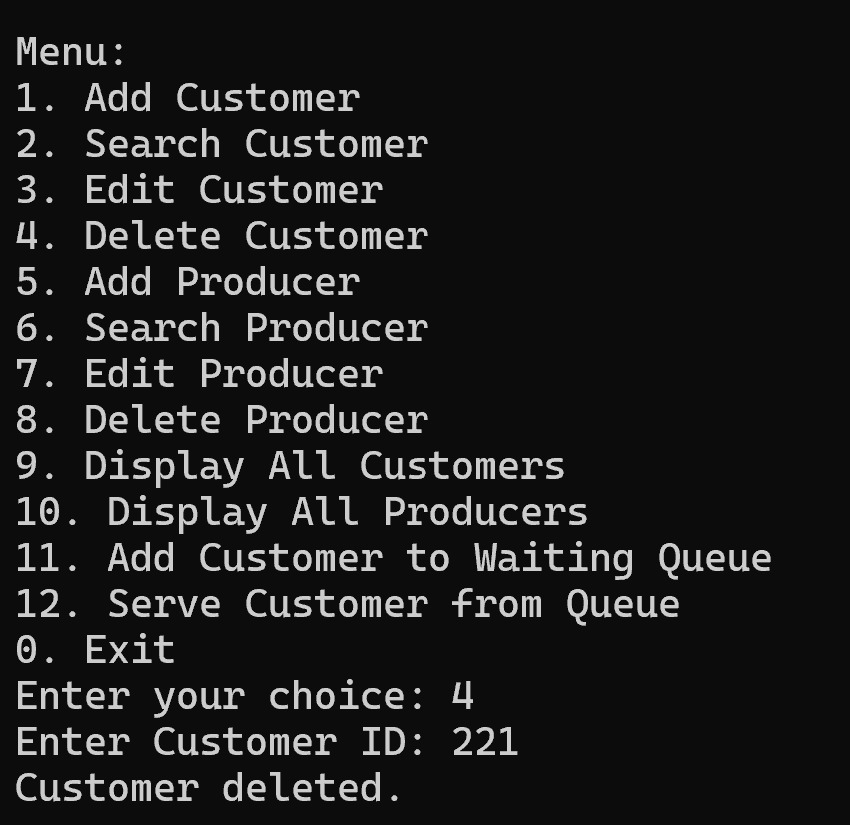 Menu:
1. Add Customer
2. Search Customer
3. Edit Customer
4. Delete Customer
5. Add Producer
6. Search Producer
7. Edit Producer
8. Delete Producer
9. Display All Customers
10. Display All Producers
11. Add Customer to Waiting Queue
12. Serve Customer from Queue
0. Exit
Enter your choice: 4
Enter Customer ID: 221
Customer deleted.